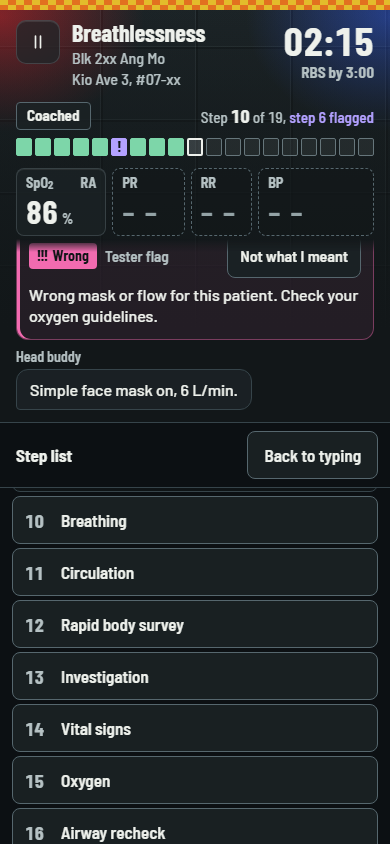 Breathlessness
02:15
Blk 2xx Ang Mo
Kio Ave 3, #07-xx
RBS by 3:00
Coached
Step 10 of 19, step 6 flagged
!
SpO₂ RA
86 %
PR
– –
RR
– –
BP
– –
!!! Wrong
Tester flag
Not what I meant
Wrong mask or flow for this patient. Check your
oxygen guidelines.
Head buddy
Simple face mask on, 6 L/min.
Step list
Back to typing
10 Breathing
11 Circulation
12 Rapid body survey
13 Investigation
14 Vital signs
15 Oxygen
16 Airway recheck